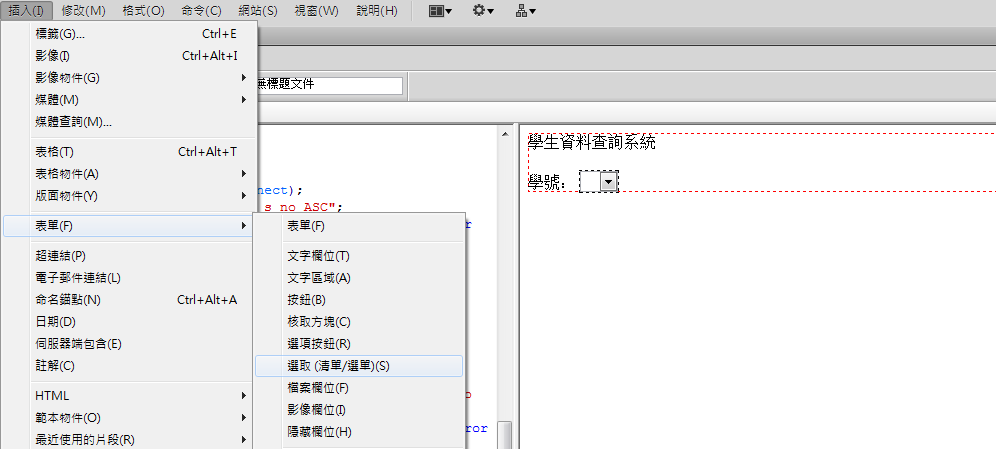 插入(I) 修改(M) 格式(O) 命令(C) 網站(S) 視窗(W) 說明(H)
標籤(G)... Ctrl+E
影像(I) Ctrl+Alt+I
影像物件(G)
媒體(M)
媒體查詢(M)...
表格(T) Ctrl+Alt+T
表格物件(A)
版面物件(Y)
表單(F)
超連結(P)
電子郵件連結(L)
命名錨點(N) Ctrl+Alt+A
日期(D)
伺服器端包含(E)
註解(C)
HTML
範本物件(O)
最近使用的片段(R)
表單(F)
文字欄位(T)
文字區域(A)
按鈕(B)
核取方塊(C)
選項按鈕(R)
選取 (清單/選單)(S)
檔案欄位(F)
影像欄位(I)
隱藏欄位(H)
無標題文件
nect);
s_no ASC";
r
o
ror
學生資料查詢系統
學號：